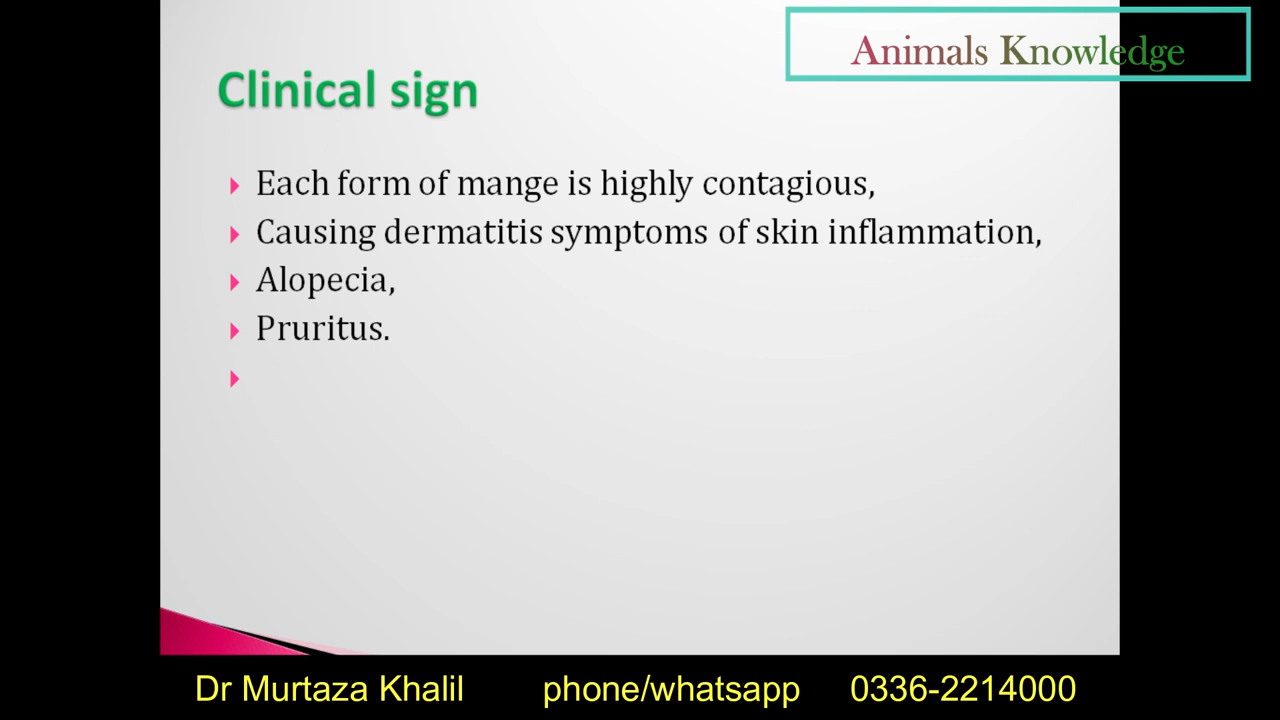 Animals Knowledge
Clinical sign
Each form of mange is highly contagious,
Causing dermatitis symptoms of skin inflammation,
Alopecia,
Pruritus.
Dr Murtaza Khalil phone/whatsapp 0336-2214000